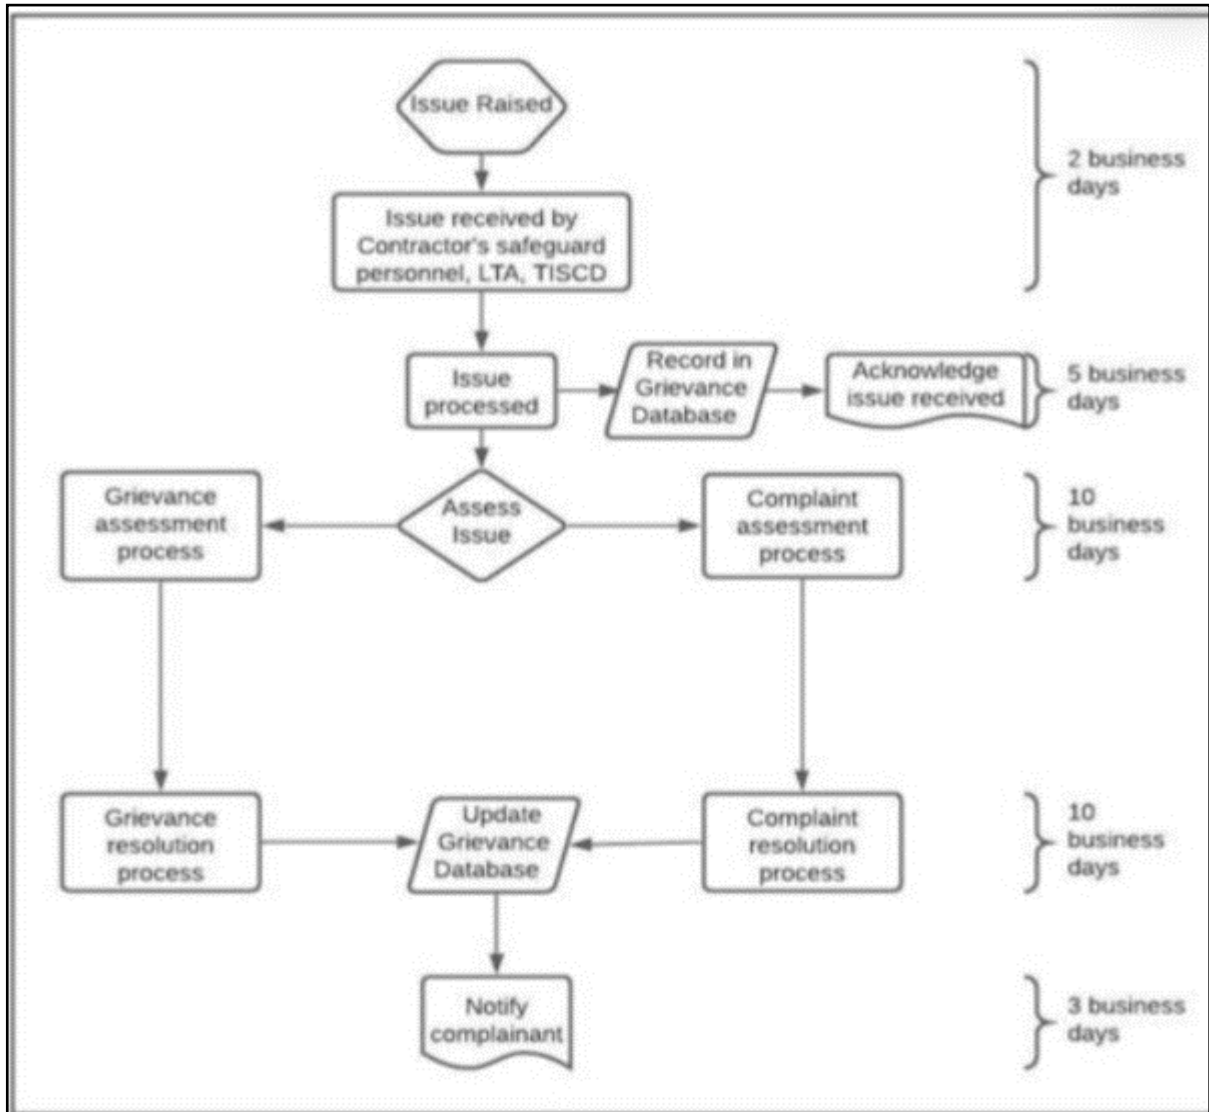 Issue Raised
2 business
days
Issue received by
Contractor's safeguard
personnel, LTA, TISCD
Issue
processed
Record in
Grievance
Database
Acknowledge
issue received
5 business
days
Grievance
assessment
process
Assess
Issue
Complaint
assessment
process
10
business
days
Grievance
resolution
process
Update
Grievance
Database
Complaint
resolution
process
10
business
days
Notify
complainant
3 business
days